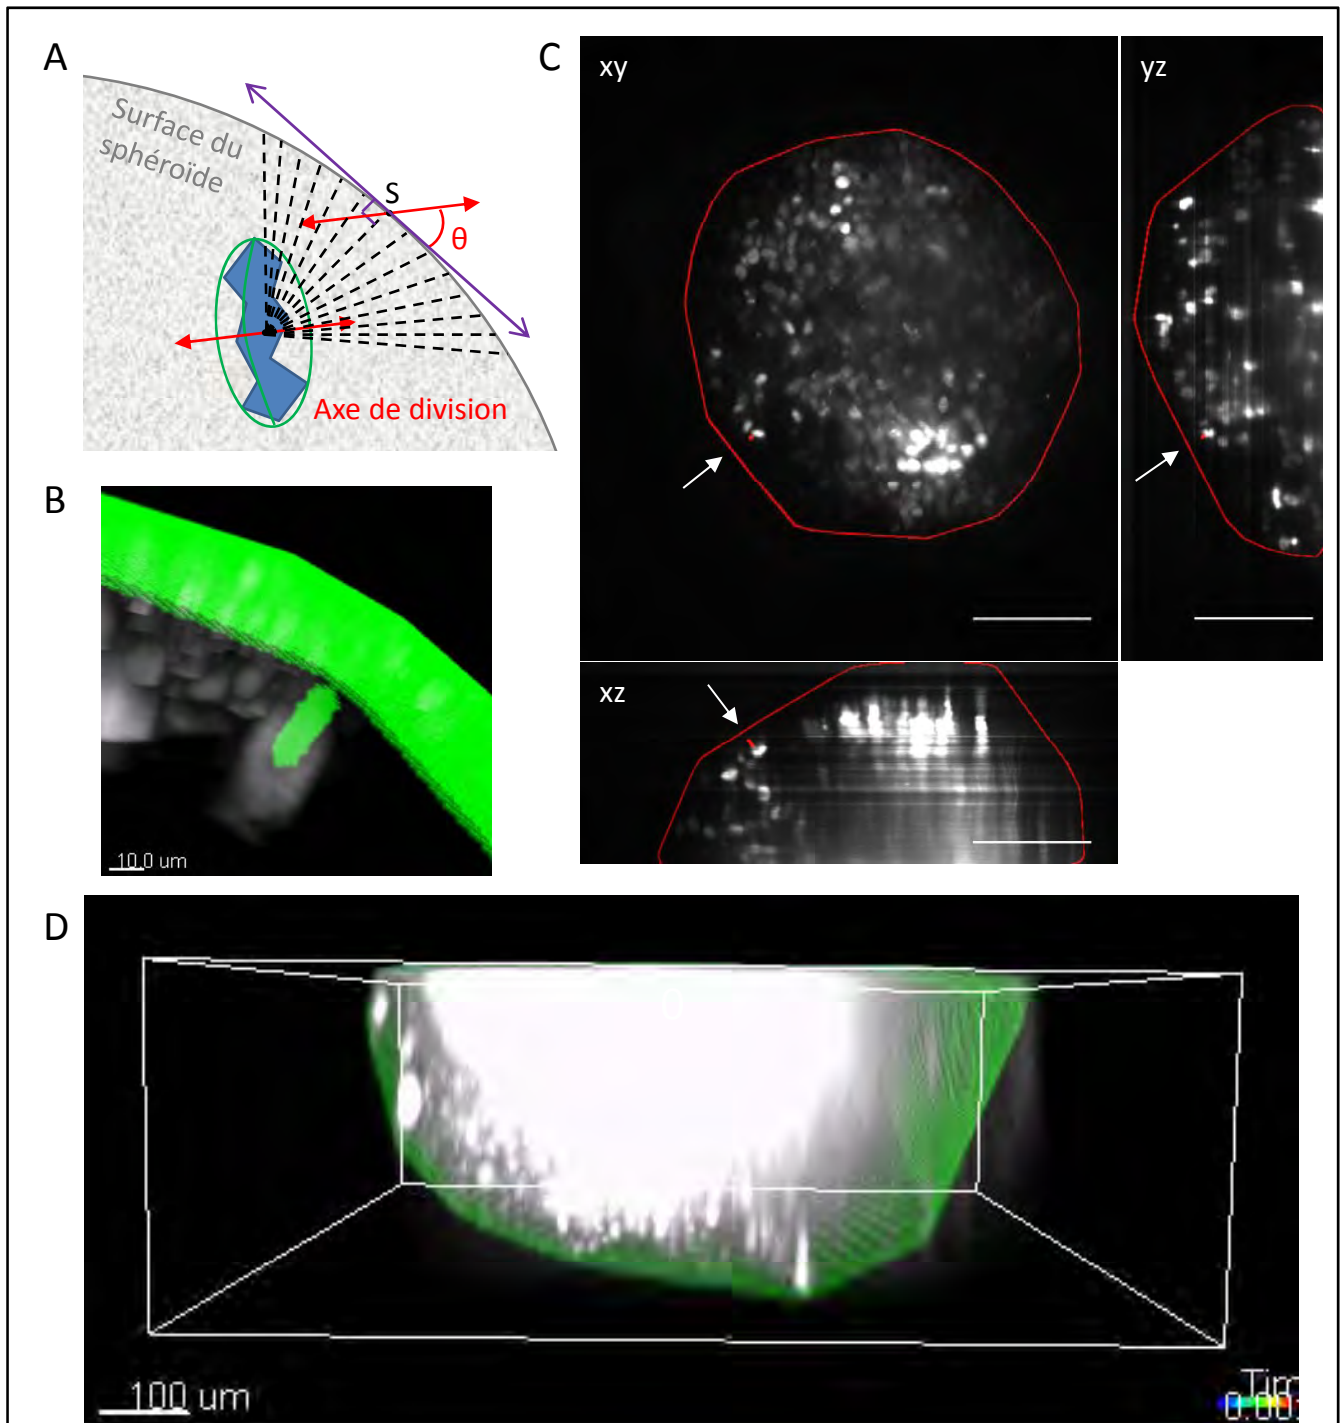 A
Surface du
sphéroïde
S
θ
Axe de division
B
10.0 um
C
xy
yz
xz
D
100 um